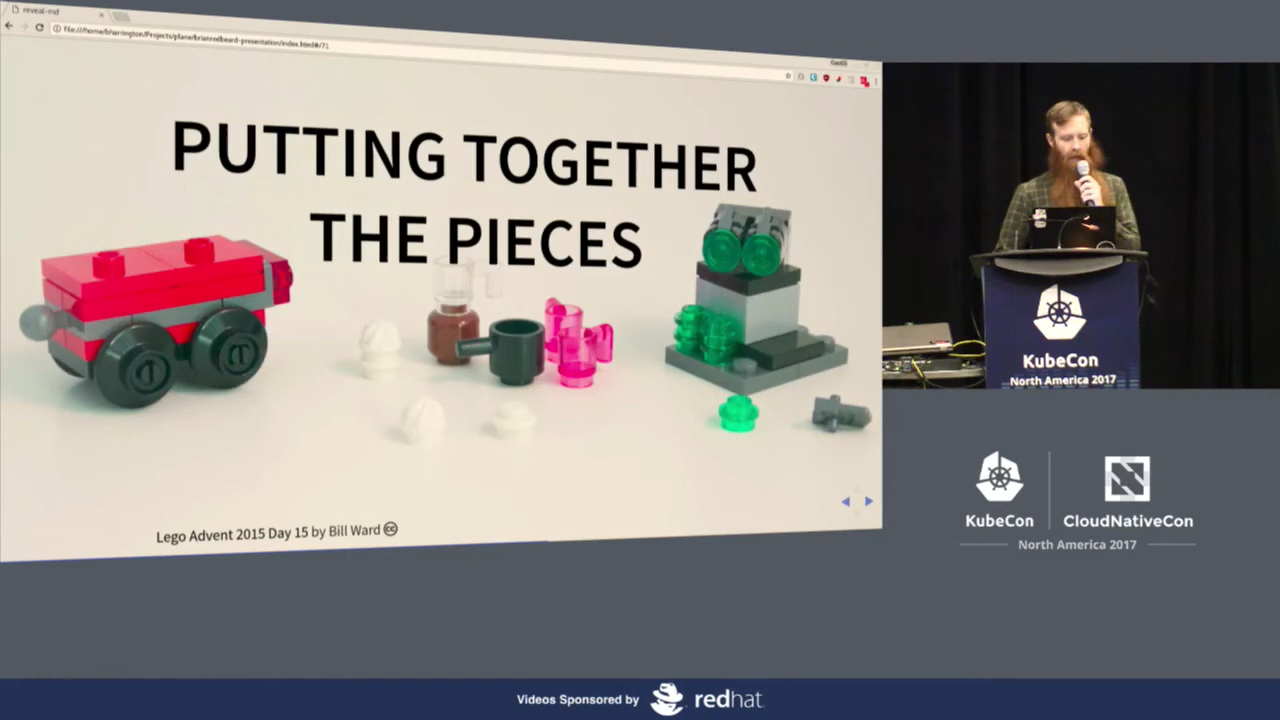 reveal-md
file:///home/bharrington/Projects/plane/brianredbeard-presentation/index.html#/71
CoreOS
PUTTING TOGETHER
THE PIECES
Lego Advent 2015 Day 15 by Bill Ward
KubeCon
North America 2017
KubeCon
CloudNativeCon
North America 2017
Videos Sponsored by
redhat.